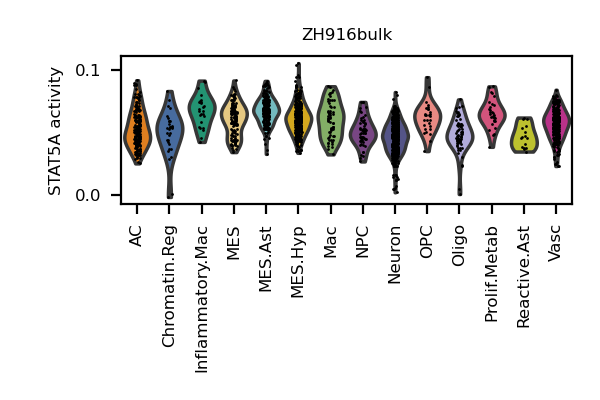 ZH916bulk
STAT5A activity
0.1
0.0
AC
Chromatin.Reg
Inflammatory.Mac
MES
MES.Ast
MES.Hyp
Mac
NPC
Neuron
OPC
Oligo
Prolif.Metab
Reactive.Ast
Vasc